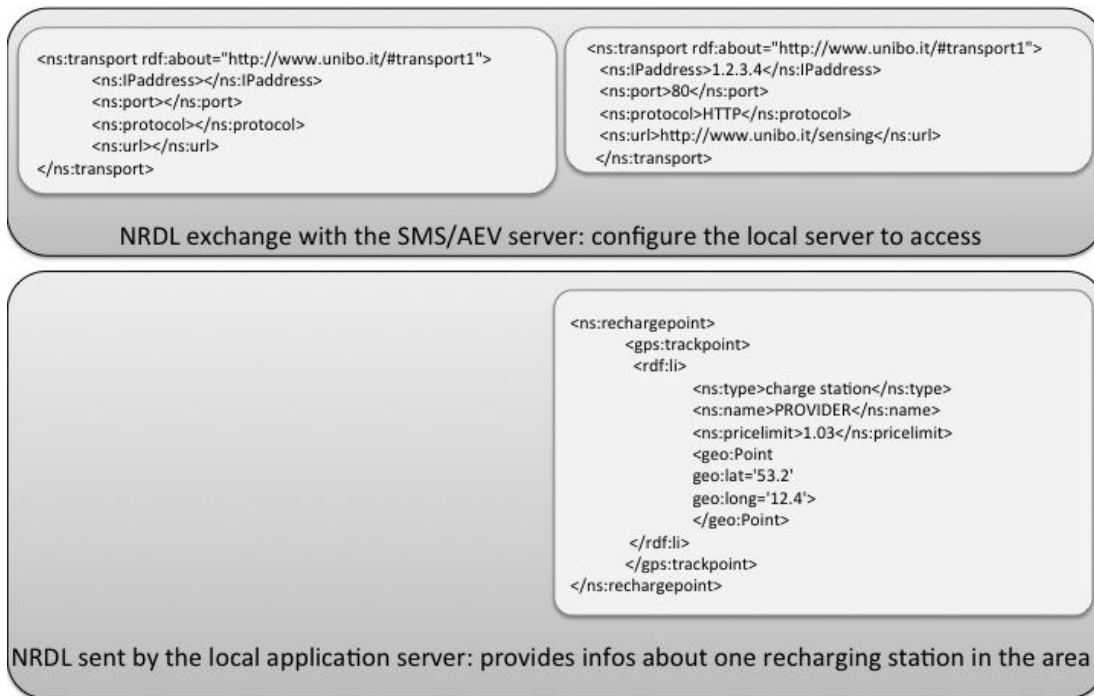 <ns:transport rdf:about="http://www.unibo.it/#transport1">
<ns:IPaddress></ns:IPaddress>
<ns:port></ns:port>
<ns:protocol></ns:protocol>
<ns:url></ns:url>
</ns:transport>
<ns:transport rdf:about="http://www.unibo.it/#transport1">
<ns:IPaddress>1.2.3.4</ns:IPaddress>
<ns:port>80</ns:port>
<ns:protocol>HTTP</ns:protocol>
<ns:url>http://www.unibo.it/sensing</ns:url>
</ns:transport>
NRDL exchange with the SMS/AEV server: configure the local server to access
<ns:rechargepoint>
<gps:trackpoint>
<rdf:li>
<ns:type>charge station</ns:type>
<ns:name>PROVIDER</ns:name>
<ns:pricelimit>1.03</ns:pricelimit>
<geo:Point
geo:lat='53.2'
geo:long='12.4'>
</geo:Point>
</rdf:li>
</gps:trackpoint>
</ns:rechargepoint>
NRDL sent by the local application server: provides infos about one recharging station in the area